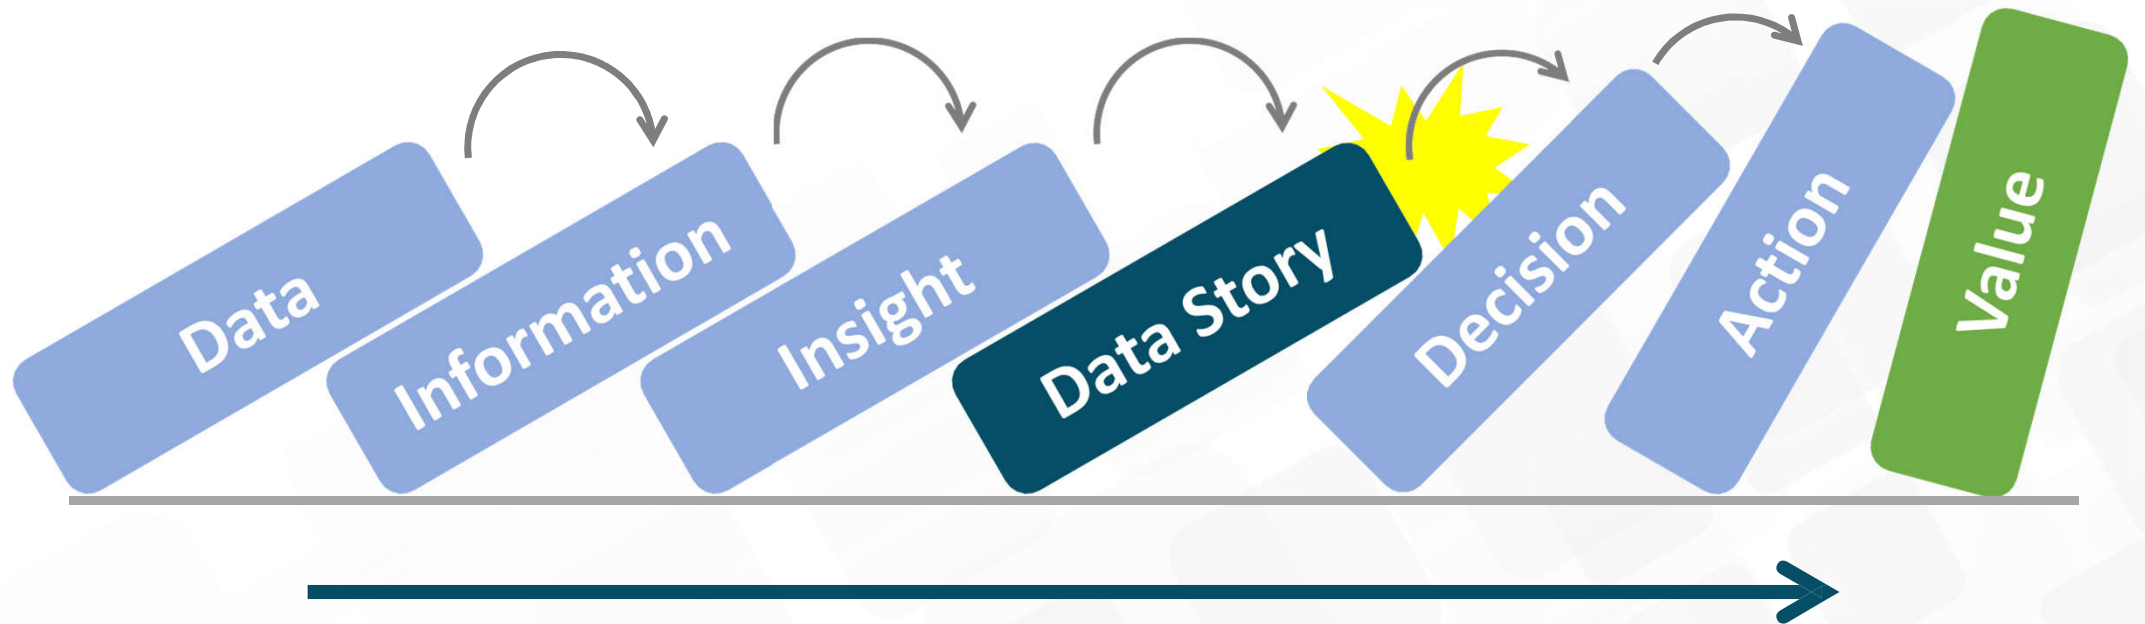 Data
Information
Insight
Data Story
Decision
Action
Value